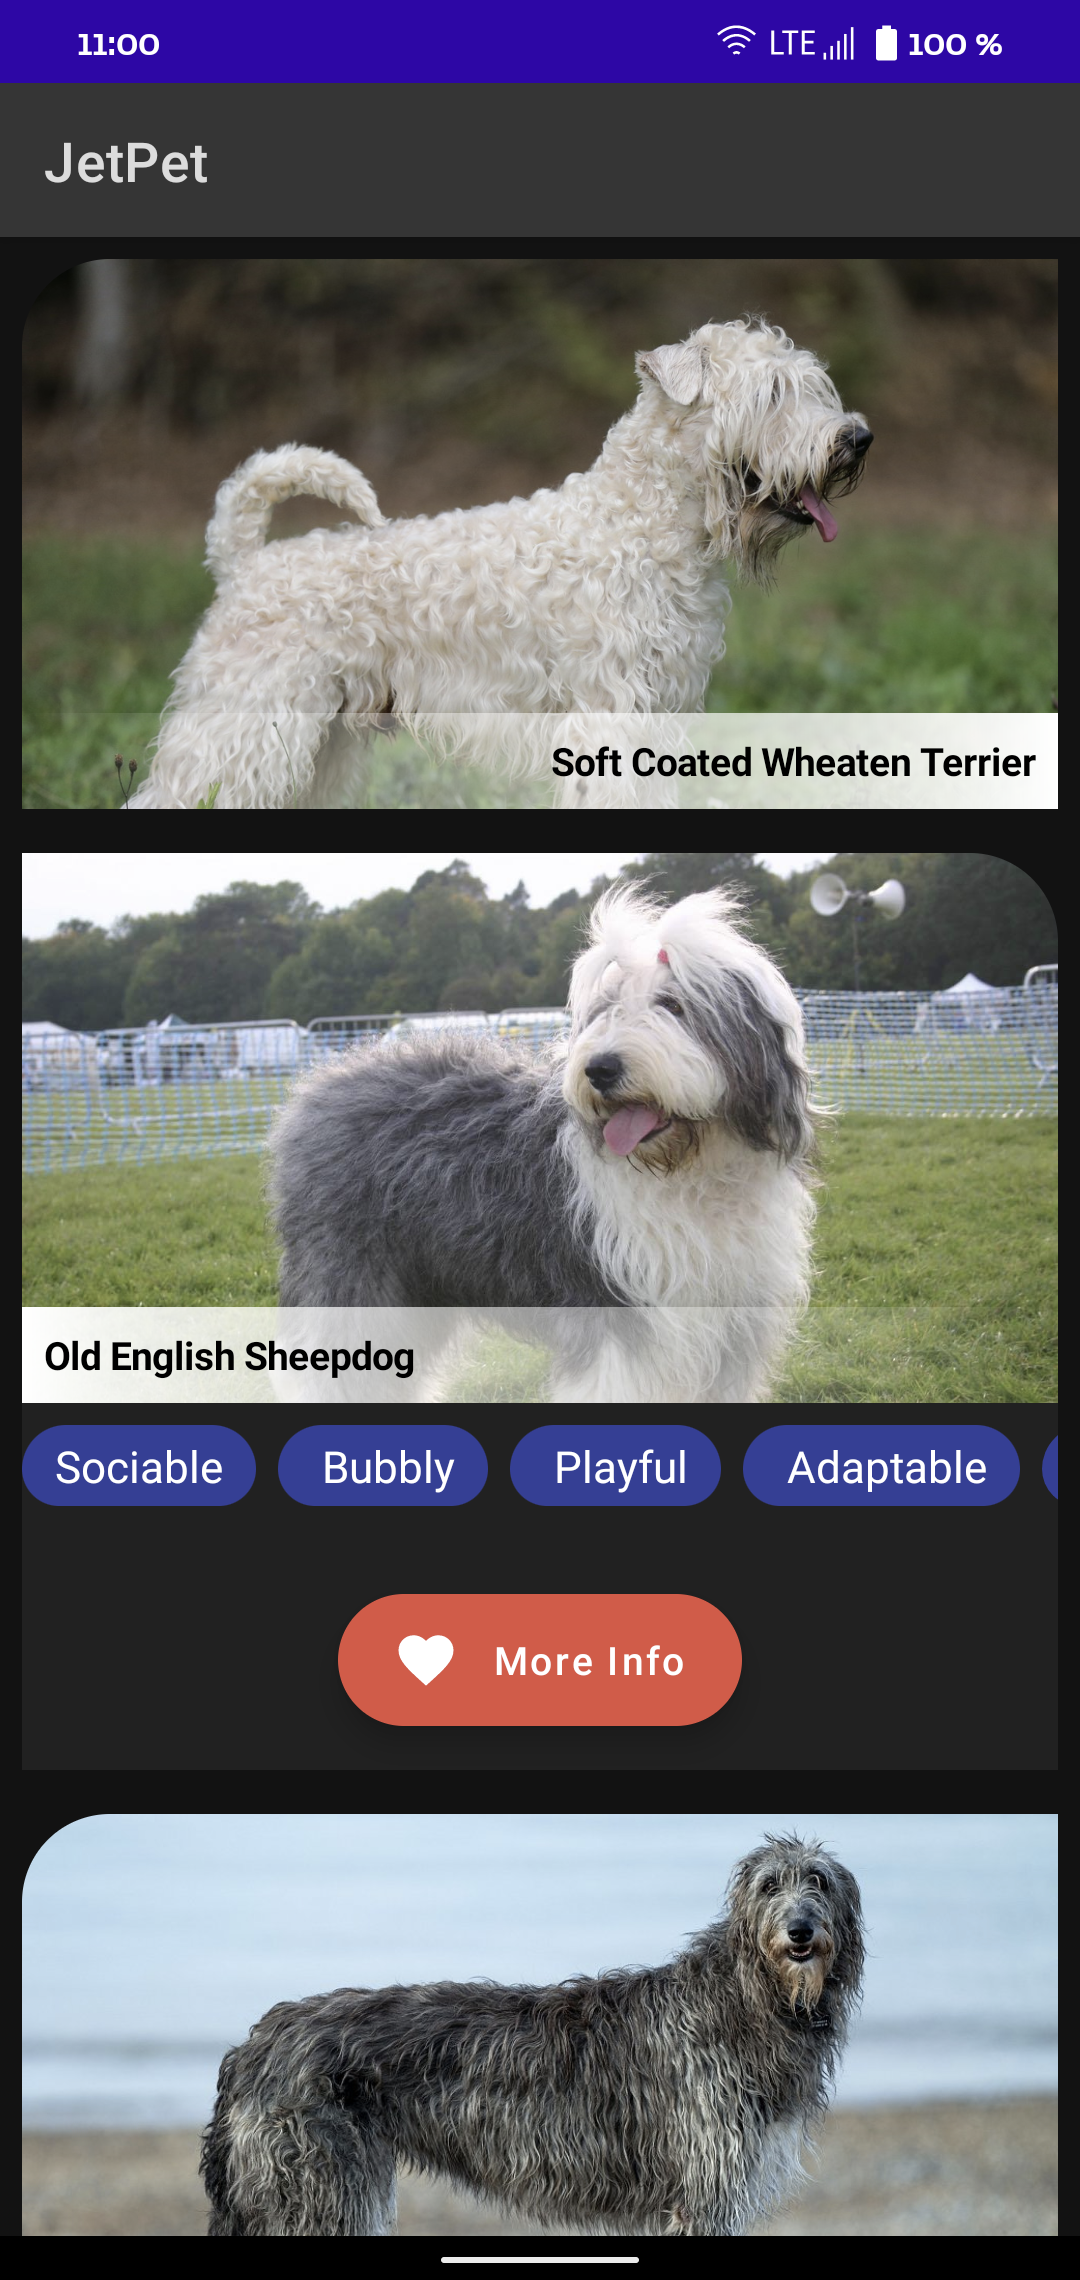 11:00 LTE 100 %
JetPet
Soft Coated Wheaten Terrier
Old English Sheepdog
Sociable Bubbly Playful Adaptable
More Info